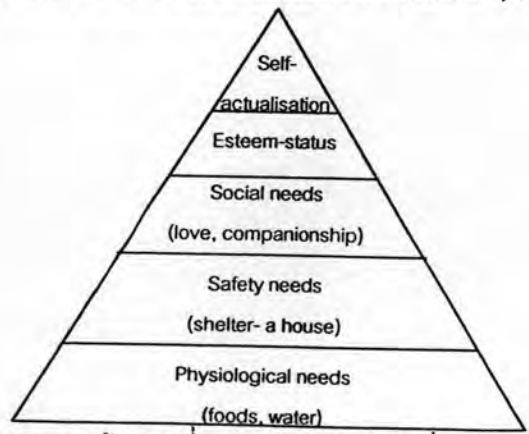 Self-
actualisation
Esteem-status
Social needs
(love, companionship)
Safety needs
(shelter- a house)
Physiological needs
(foods, water)